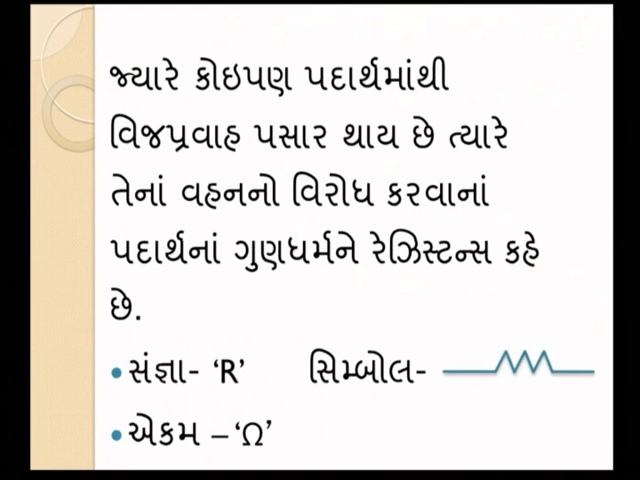 જ્યારે કોઇપણ પદાર્થમાંથી
વિજપ્રવાહ પસાર થાય છે ત્યારે
તેનાં વહનનો વિરોધ કરવાનાં
પદાર્થનાં ગુણધર્મને રેઝિસ્ટન્સ કહે
છે.
• સંજ્ઞા- ‘R’ સિમ્બોલ-
• એકમ – ‘Ω’